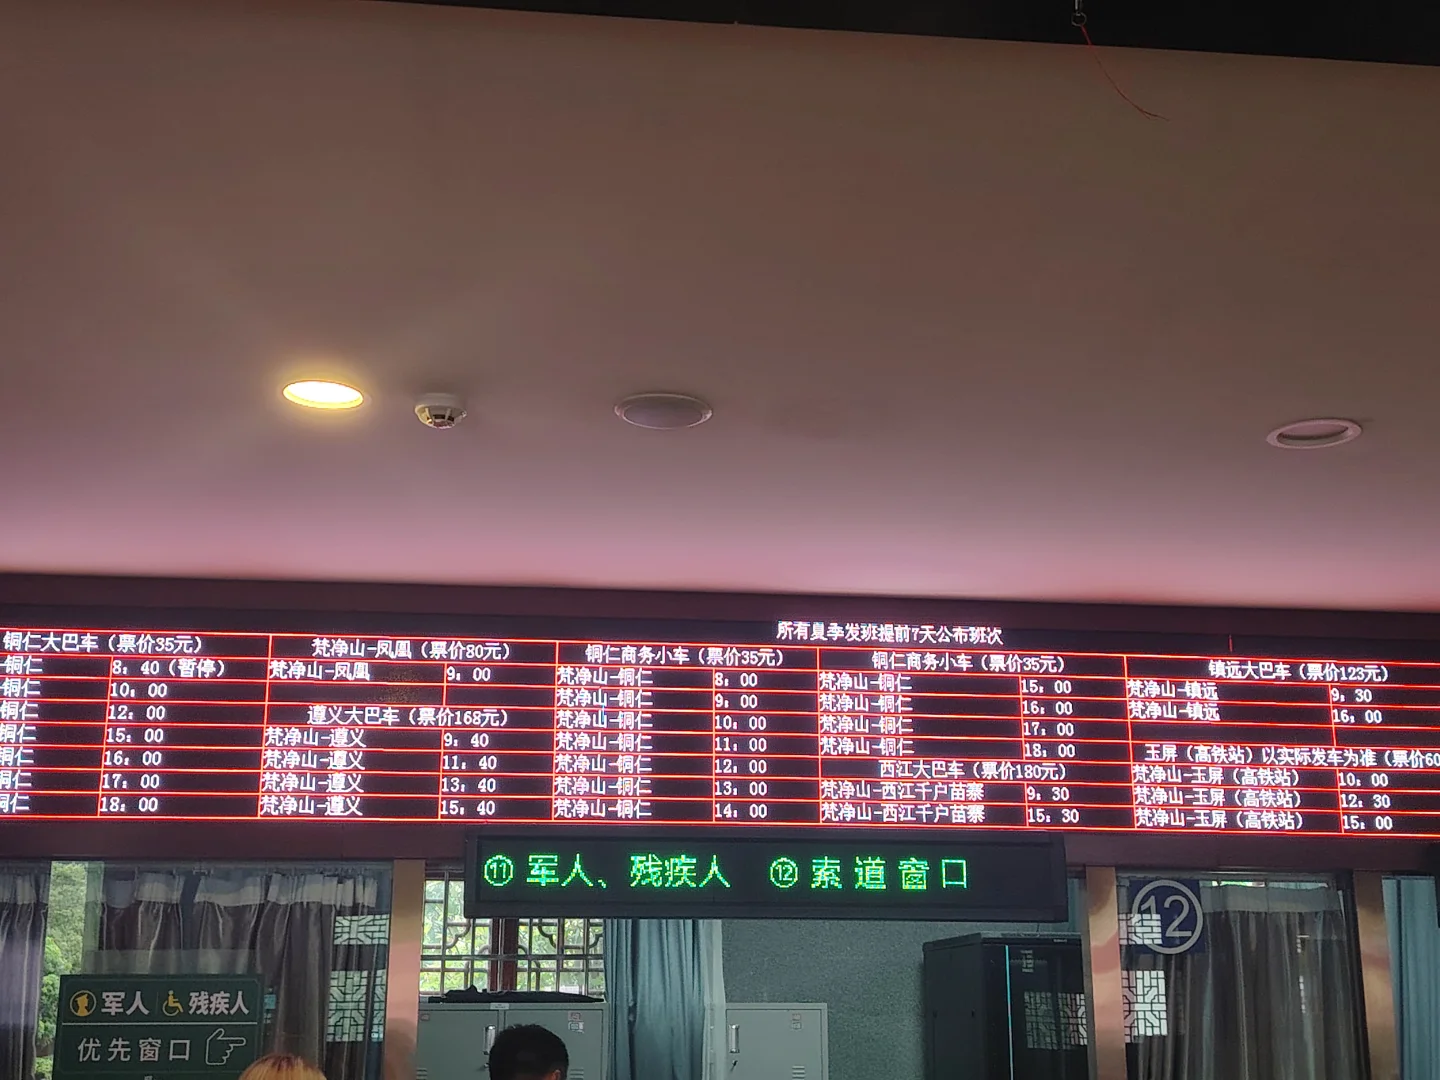 所有夏季发班提前7天公布班次
铜仁大巴车（票价35元）
-铜仁 8：40（暂停）
-铜仁 10：00
铜仁 12：00
铜仁 15：00
铜仁 16：00
铜仁 17：00
铜仁 18：00
梵净山-凤凰（票价80元）
梵净山-凤凰 9：00
遵义大巴车（票价168元）
梵净山-遵义 9：40
梵净山-遵义 11：40
梵净山-遵义 13：40
梵净山-遵义 15：40
铜仁商务小车（票价35元）
梵净山-铜仁 8：00
梵净山-铜仁 9：00
梵净山-铜仁 10：00
梵净山-铜仁 11：00
梵净山-铜仁 12：00
梵净山-铜仁 13：00
梵净山-铜仁 14：00
铜仁商务小车（票价35元）
梵净山-铜仁 15：00
梵净山-铜仁 16：00
梵净山-铜仁 17：00
梵净山-铜仁 18：00
西江大巴车（票价180元）
梵净山-西江千户苗寨 9：30
梵净山-西江千户苗寨 15：30
镇远大巴车（票价123元）
梵净山-镇远 9：30
梵净山-镇远 16：00
玉屏（高铁站）以实际发车为准（票价60
梵净山-玉屏（高铁站） 10：00
梵净山-玉屏（高铁站） 12：30
梵净山-玉屏（高铁站） 15：00
⑪军人、残疾人 ⑫索道窗口
12
军人 残疾人
优先窗口